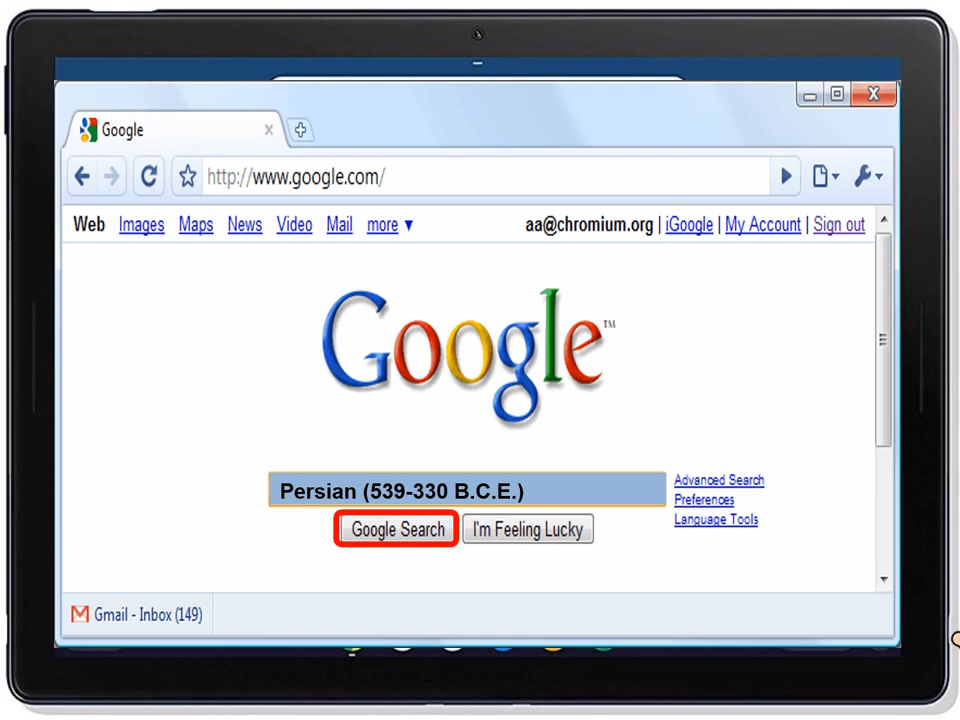 Google
http://www.google.com/
Web Images Maps News Video Mail more ▼ aa@chromium.org | iGoogle | My Account | Sign out
Google™
Persian (539-330 B.C.E.)
Advanced Search
Preferences
Language Tools
Google Search I'm Feeling Lucky
Gmail - Inbox (149)